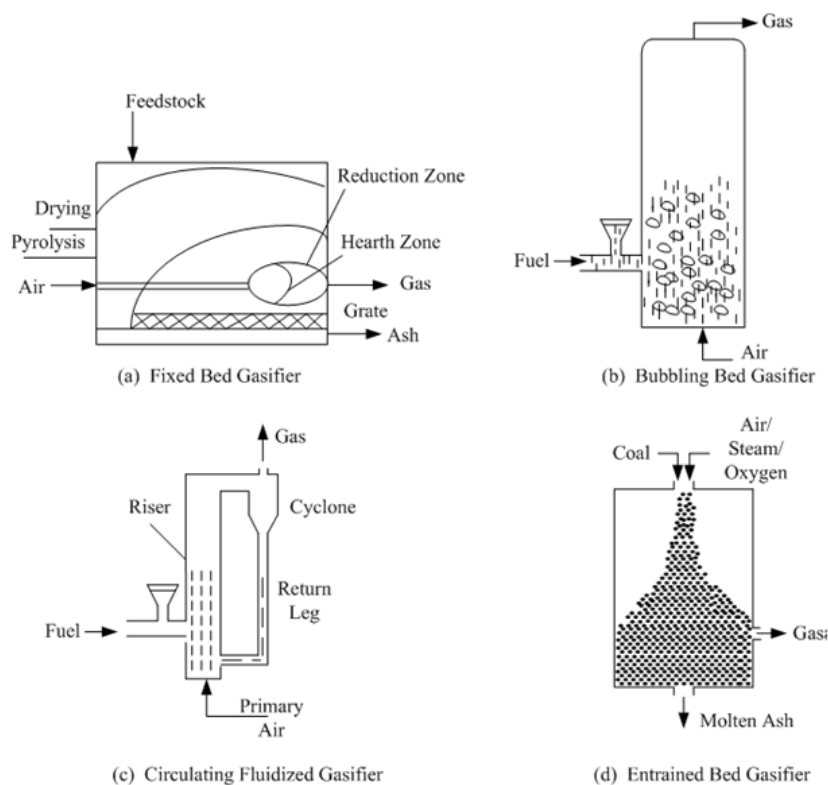 Feedstock
Reduction Zone
Drying
Pyrolysis
Hearth Zone
Air
Gas
Grate
Ash
(a) Fixed Bed Gasifier
Gas
Fuel
Air
(b) Bubbling Bed Gasifier
Gas
Riser
Cyclone
Return
Leg
Fuel
Primary
Air
(c) Circulating Fluidized Gasifier
Coal
Air/
Steam/
Oxygen
Gasa
Molten Ash
(d) Entrained Bed Gasifier